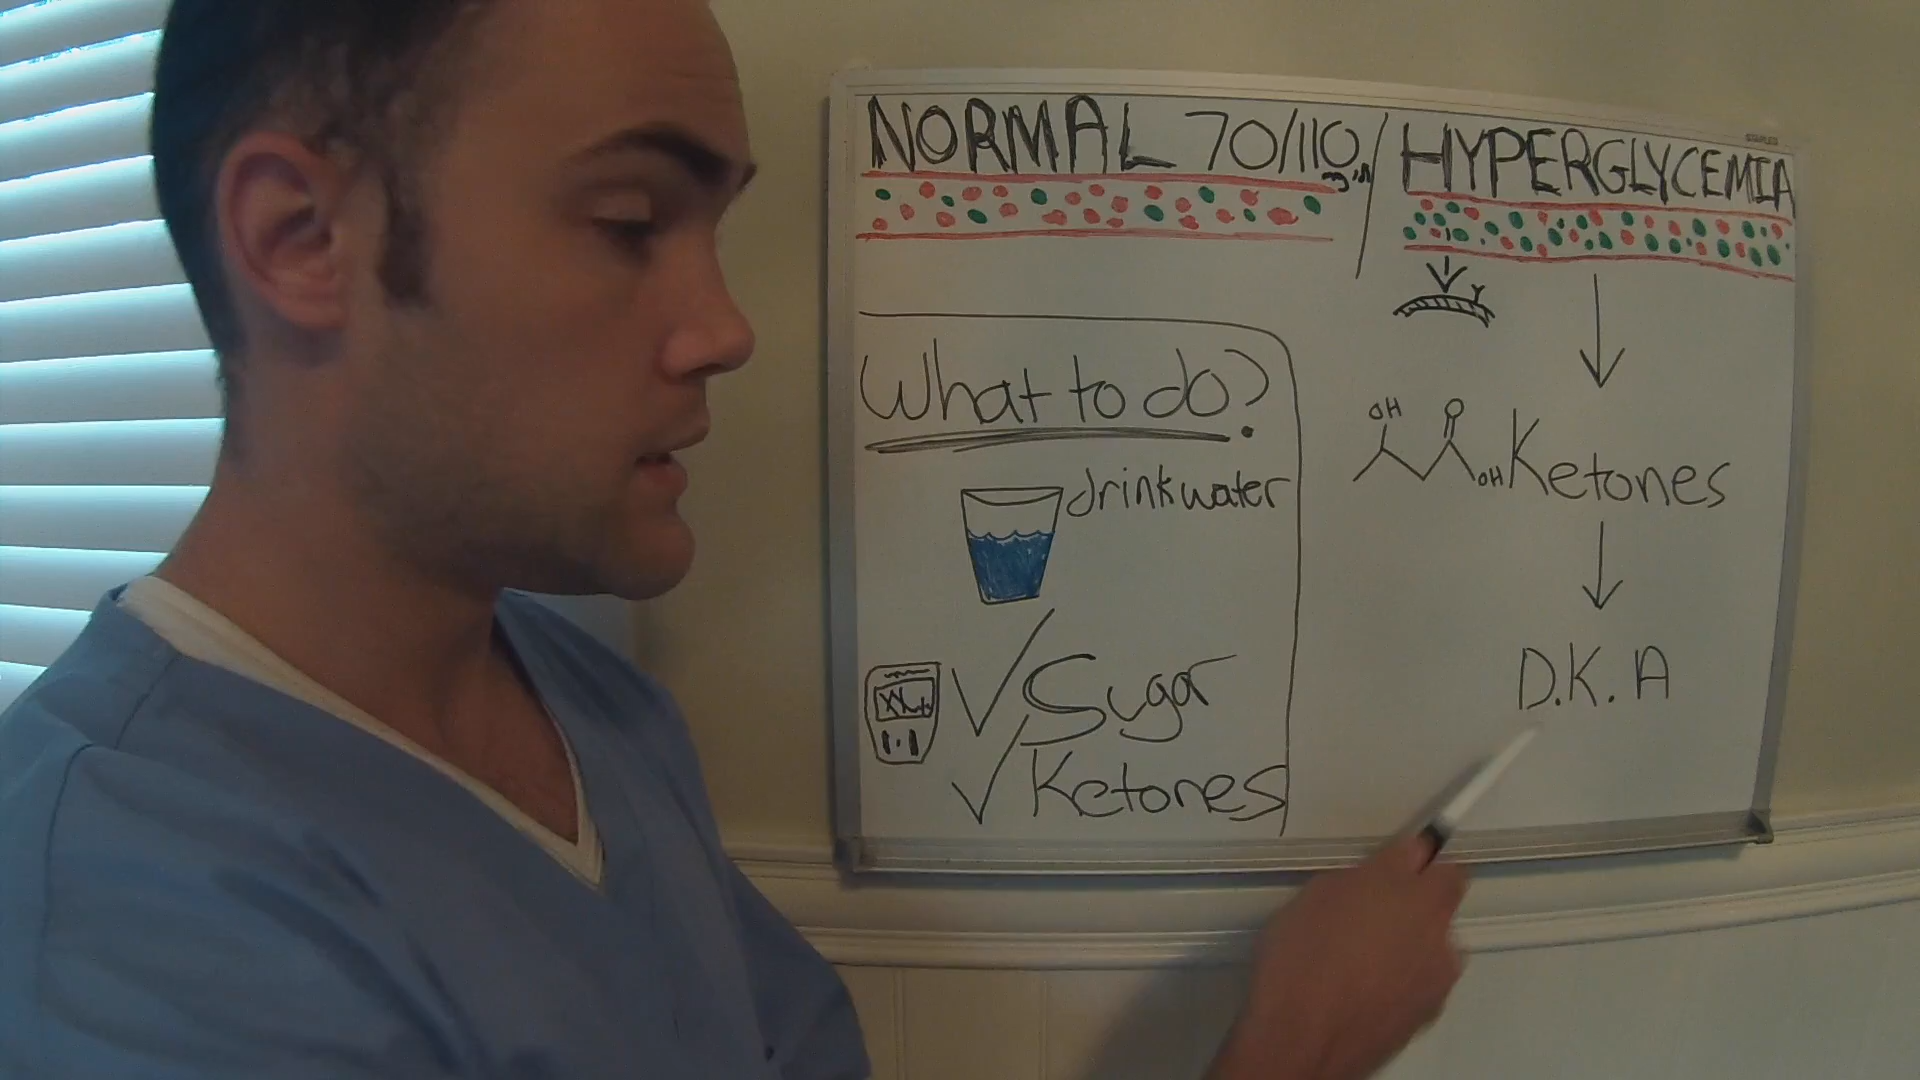 NORMAL 70/110 / HYPERGLYCEMIA
What to do?
drink water
✓ Sugar
✓ Ketones
OH
OH Ketones
D.K.A